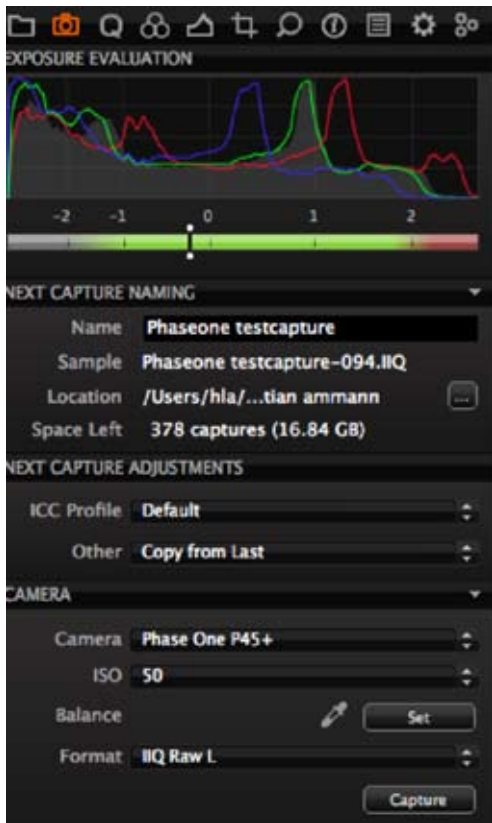 EXPOSURE EVALUATION
-2 -1 0 1 2
NEXT CAPTURE NAMING
Name Phaseone testcapture
Sample Phaseone testcapture-094.IIQ
Location /Users/hla/...tian ammann ...
Space Left 378 captures (16.84 GB)
NEXT CAPTURE ADJUSTMENTS
ICC Profile Default
Other Copy from Last
CAMERA
Camera Phase One P45+
ISO 50
Balance Set
Format IIQ Raw L
Capture